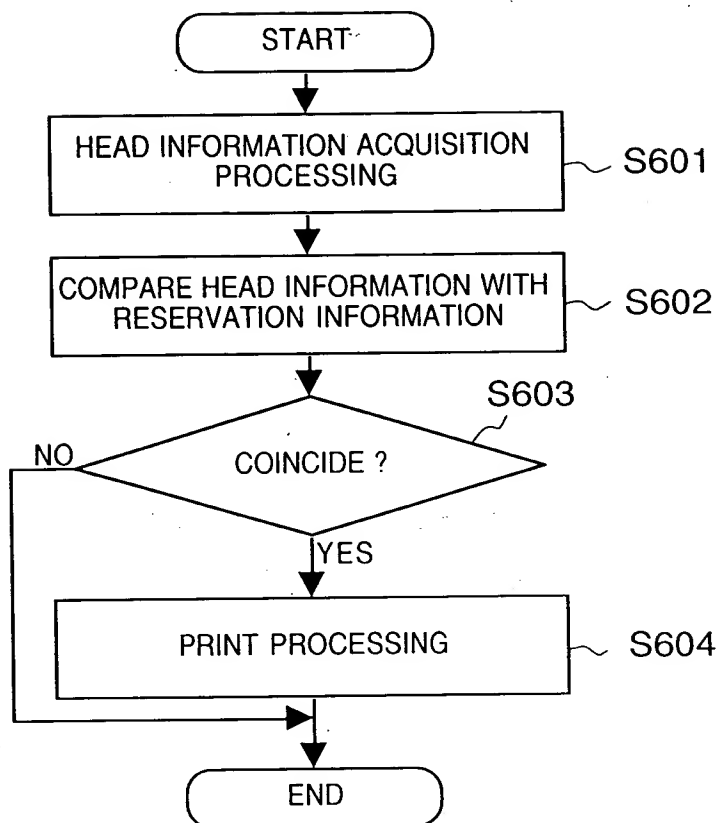 START
HEAD INFORMATION ACQUISITION
PROCESSING
S601
COMPARE HEAD INFORMATION WITH
RESERVATION INFORMATION
S602
S603
NO
COINCIDE ?
YES
PRINT PROCESSING
S604
END